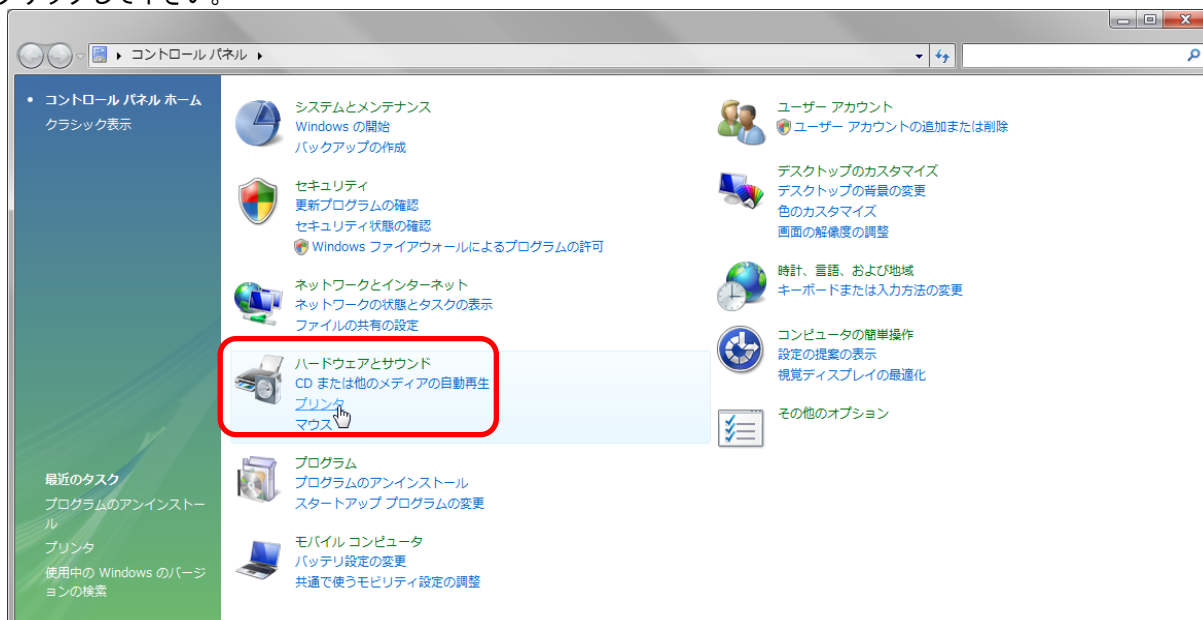 クリックして下さい。
コントロール パネル
コントロール パネル ホーム
クラシック表示
システムとメンテナンス
Windows の開始
バックアップの作成
セキュリティ
更新プログラムの確認
セキュリティ状態の確認
Windows ファイアウォールによるプログラムの許可
ネットワークとインターネット
ネットワークの状態とタスクの表示
ファイルの共有の設定
ハードウェアとサウンド
CD または他のメディアの自動再生
プリンタ
マウス
プログラム
プログラムのアンインストール
スタートアップ プログラムの変更
モバイル コンピュータ
バッテリ設定の変更
共通で使うモビリティ設定の調整
ユーザー アカウント
ユーザー アカウントの追加または削除
デスクトップのカスタマイズ
デスクトップの背景の変更
色のカスタマイズ
画面の解像度の調整
時計、言語、および地域
キーボードまたは入力方法の変更
コンピュータの簡単操作
設定の提案の表示
視覚ディスプレイの最適化
その他のオプション
最近のタスク
プログラムのアンインストー
ル
プリンタ
使用中の Windows のバージ
ョンの検索